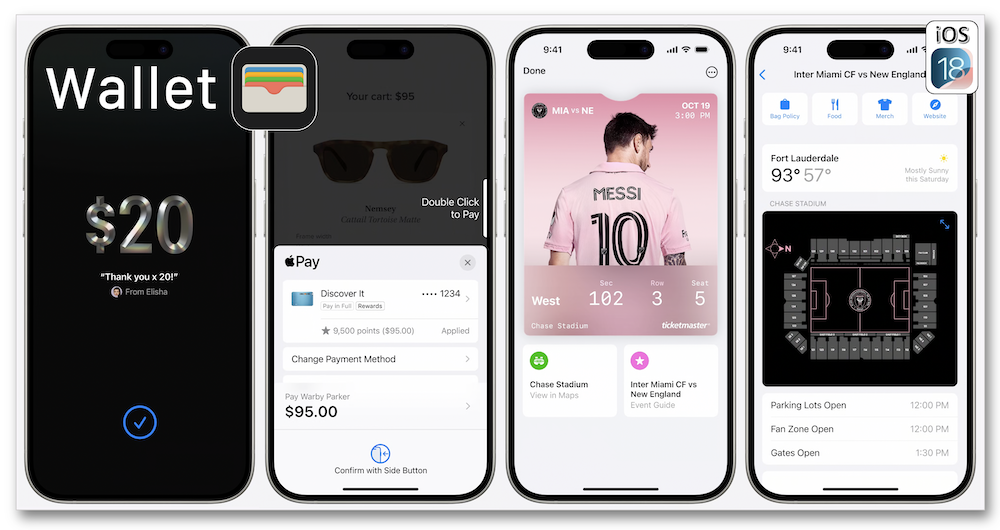 Wallet
$20
"Thank you x 20!"
From Elisha
Your cart: $95
Nemsey
Double Click
to Pay
Pay
Discover It
•••• 1234
Pay in Full
Rewards
9,500 points ($95.00)
Applied
Change Payment Method
Pay Warby Parker
$95.00
Confirm with Side Button
9:41
Done
MIA VS NE
OCT 19
3:00 PM
MESSI
10
West
Sec
102
Row
3
Seat
5
Chase Stadium
ticketmaster
Chase Stadium
View in Maps
Inter Miami CF vs
New England
Event Guide
iOS
18
9:41
Inter Miami CF vs New England
Bag Policy
Food
Merch
Website
Fort Lauderdale
93° 57°
Mostly Sunny
this Saturday
CHASE STADIUM
N
Parking Lots Open
12:00 PM
Fan Zone Open
12:00 PM
Gates Open
1:30 PM